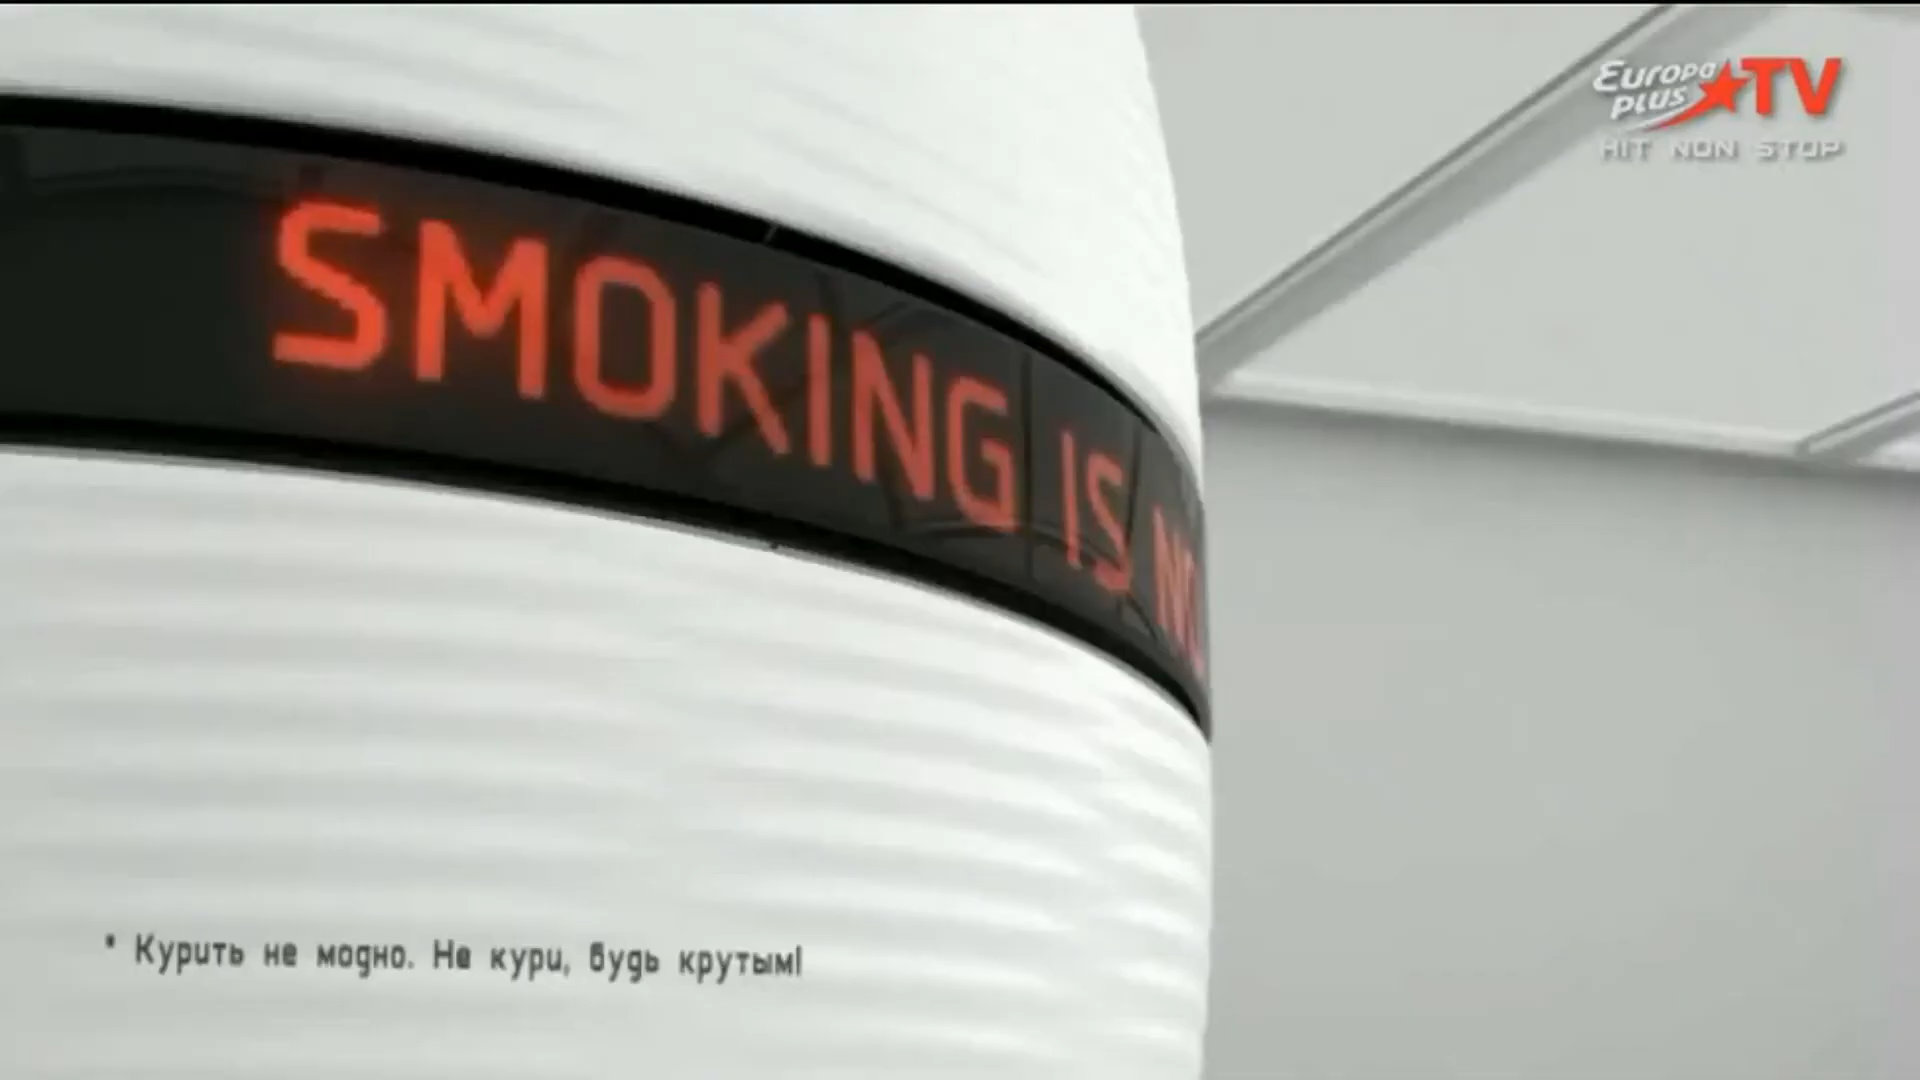 Europa
plus TV
HIT NON STOP
SMOKING IS
* Курить не модно. Не кури, будь крутым!